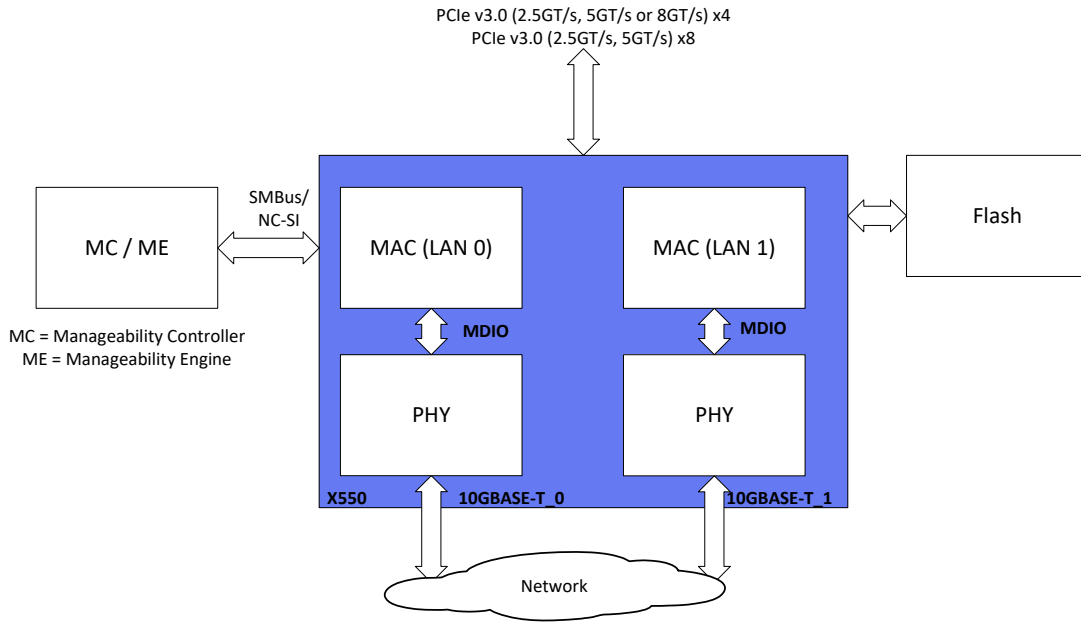 PCIe v3.0 (2.5GT/s, 5GT/s or 8GT/s) x4
PCIe v3.0 (2.5GT/s, 5GT/s) x8
SMBus/
NC-SI
MC / ME
MAC (LAN 0)
MAC (LAN 1)
Flash
MC = Manageability Controller
ME = Manageability Engine
MDIO
MDIO
PHY
PHY
X550
10GBASE-T_0
10GBASE-T_1
Network